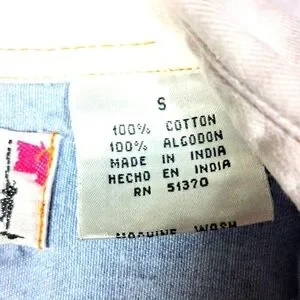 S
100% COTTON
100% ALGODON
MADE IN INDIA
HECHO EN INDIA
RN 51370
MACHINE WASH